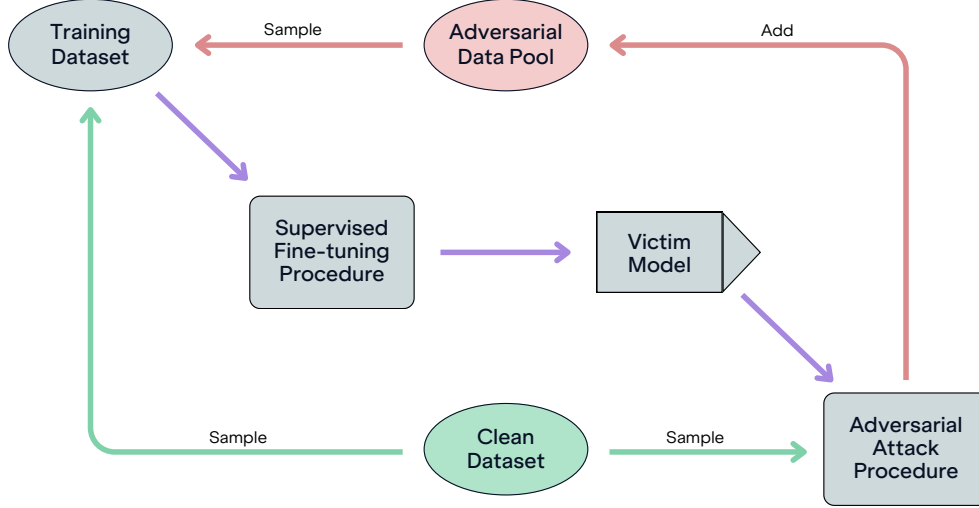 Training
Dataset
Sample
Adversarial
Data Pool
Add
Supervised
Fine-tuning
Procedure
Victim
Model
Sample
Clean
Dataset
Sample
Adversarial
Attack
Procedure